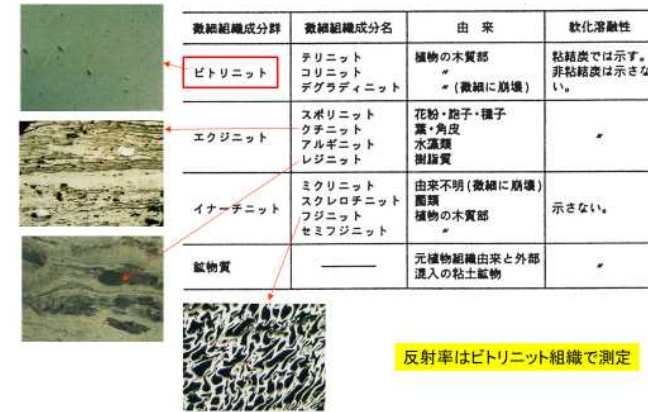 微細組織成分群 微細組織成分名 由 来 軟化溶融性
ビトリニット
テリニット 植物の木質部 粘結炭では示す。
コリニット 〃 非粘結炭は示さな
デグラディニット 〃 (微細に崩壊) い。
エクジニット
スポリニット 花粉・胞子・種子
クチニット 葉・角皮 〃
アルギニット 水藻類
レジニット 樹脂質
イナーチニット
ミクリニット 由来不明(微細に崩壊)
スクレロチニット 菌類 示さない。
フジニット 植物の木質部
セミフジニット 〃
鉱物質 ——— 元植物組織由来と外部 〃
混入の粘土鉱物
反射率はビトリニット組織で測定